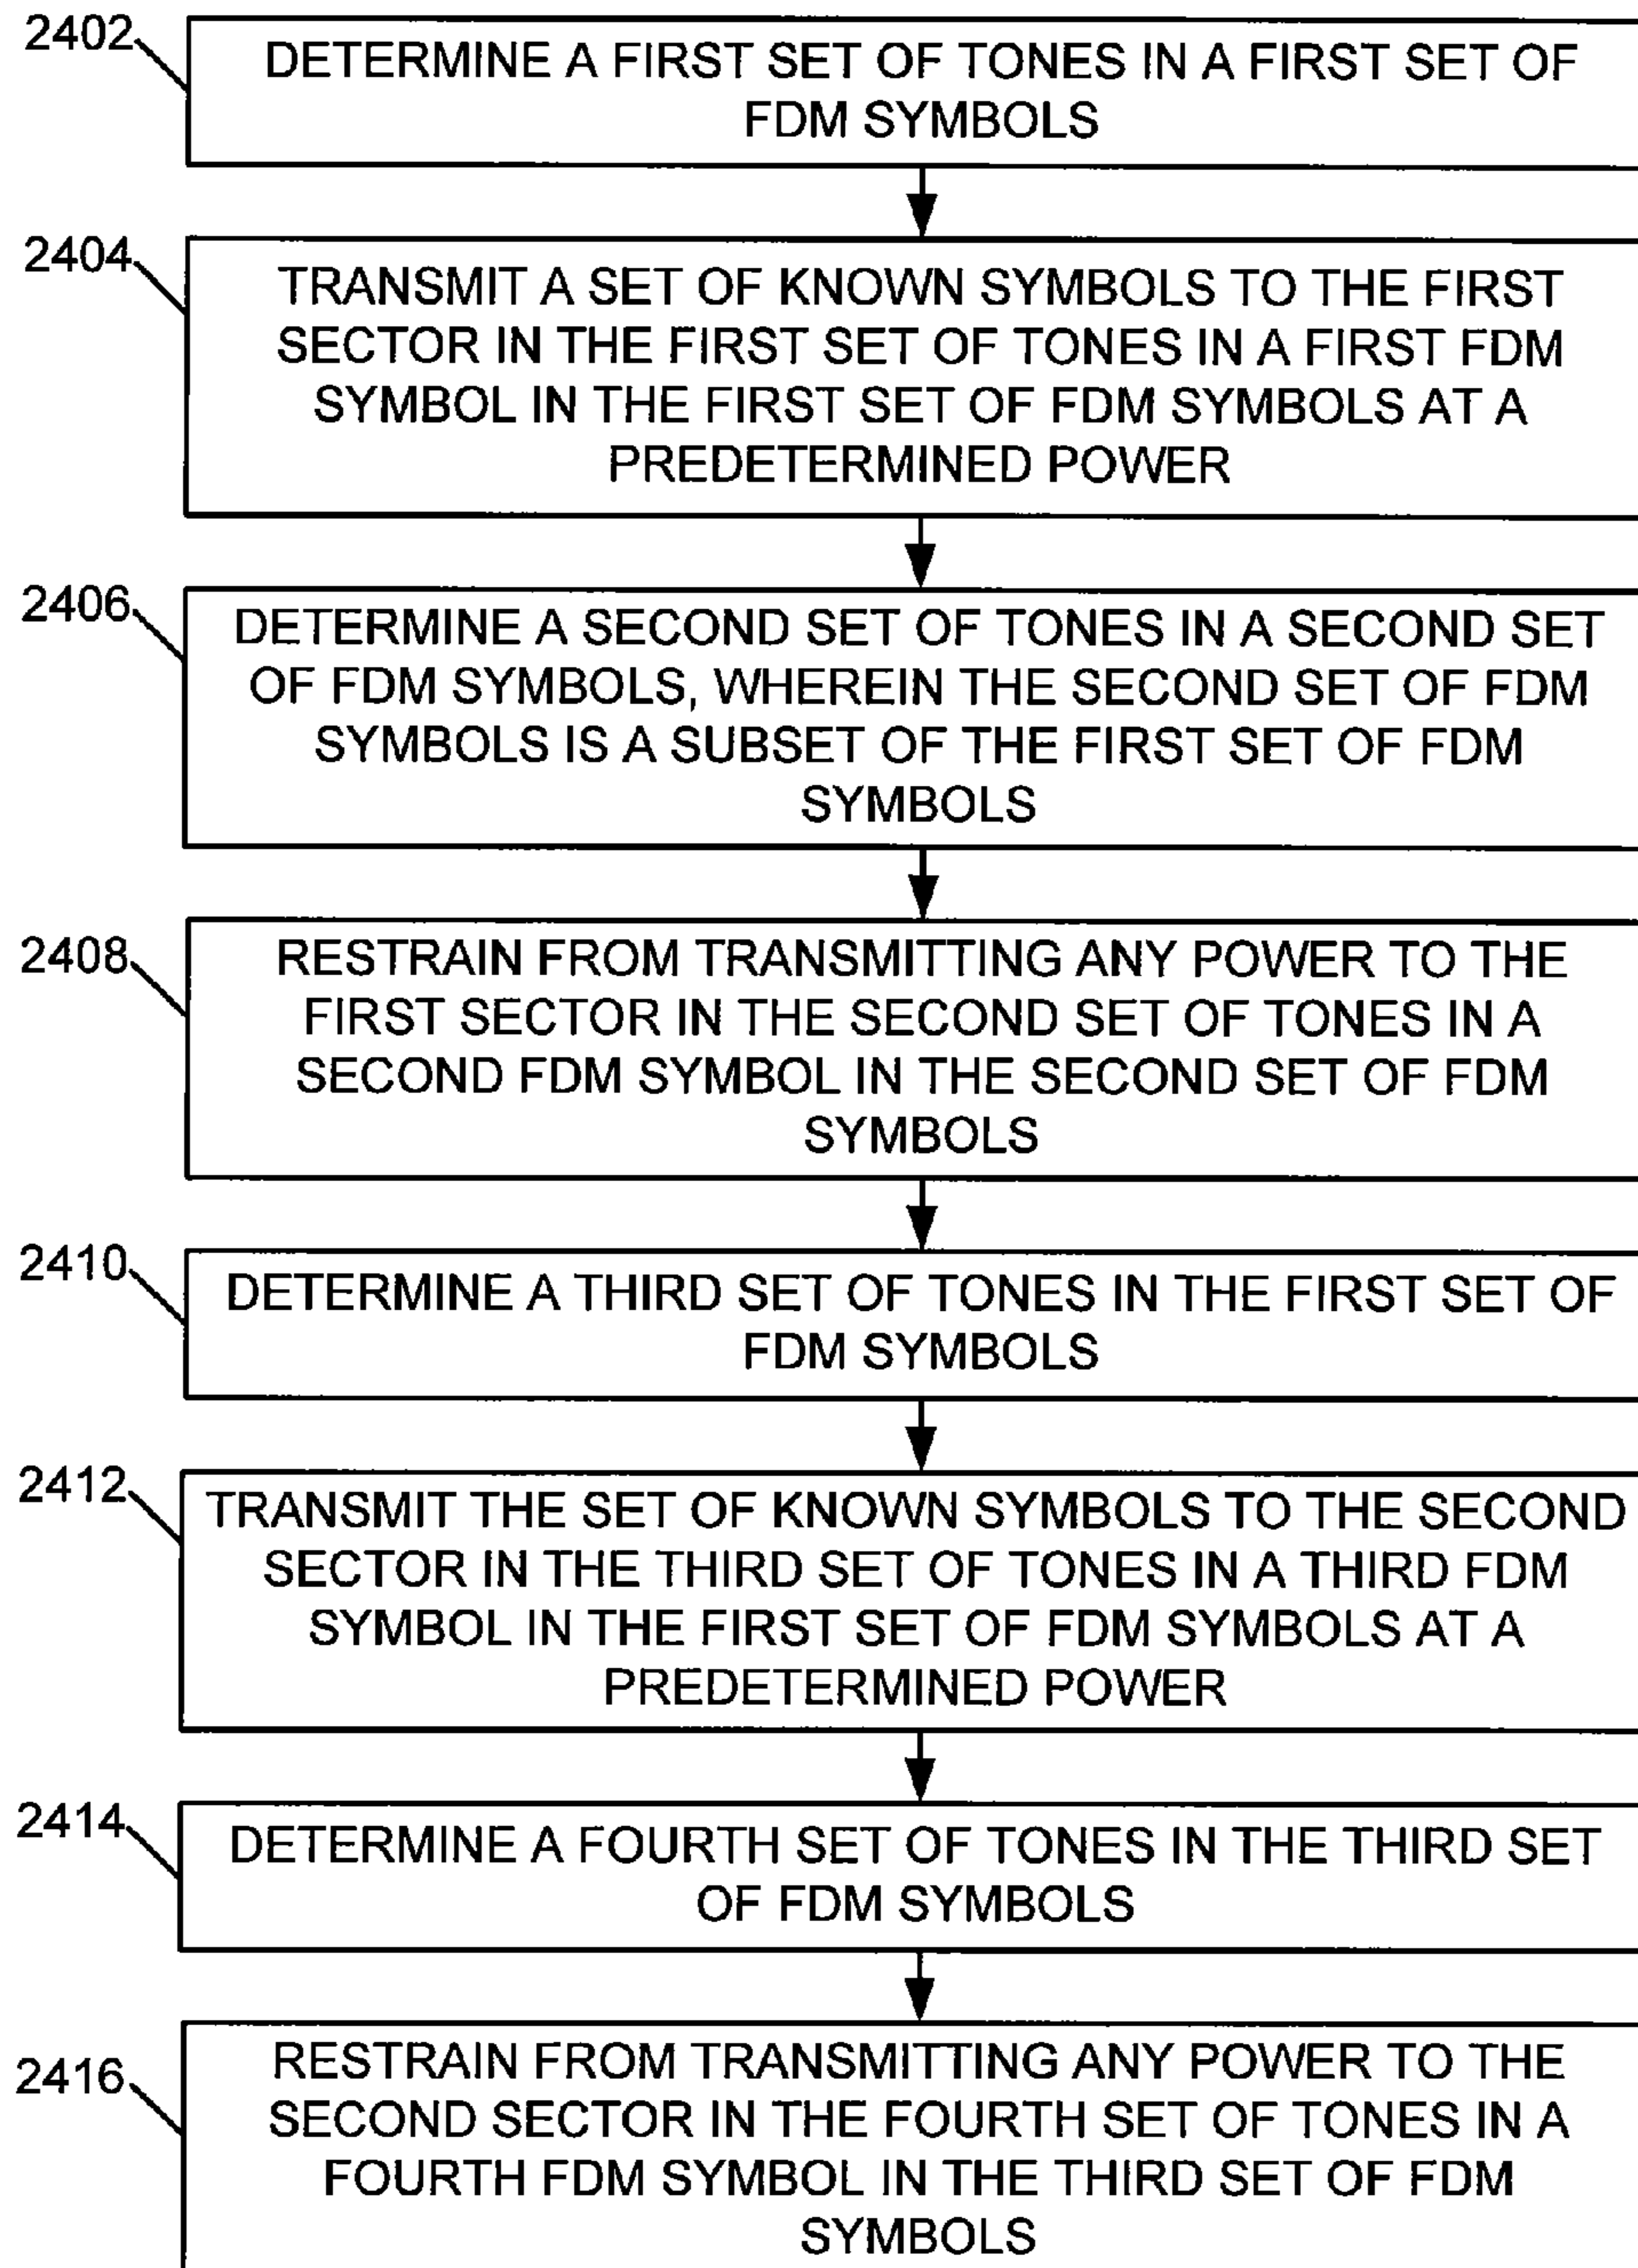 2402
DETERMINE A FIRST SET OF TONES IN A FIRST SET OF
FDM SYMBOLS
2404
TRANSMIT A SET OF KNOWN SYMBOLS TO THE FIRST
SECTOR IN THE FIRST SET OF TONES IN A FIRST FDM
SYMBOL IN THE FIRST SET OF FDM SYMBOLS AT A
PREDETERMINED POWER
2406
DETERMINE A SECOND SET OF TONES IN A SECOND SET
OF FDM SYMBOLS, WHEREIN THE SECOND SET OF FDM
SYMBOLS IS A SUBSET OF THE FIRST SET OF FDM
SYMBOLS
2408
RESTRAIN FROM TRANSMITTING ANY POWER TO THE
FIRST SECTOR IN THE SECOND SET OF TONES IN A
SECOND FDM SYMBOL IN THE SECOND SET OF FDM
SYMBOLS
2410
DETERMINE A THIRD SET OF TONES IN THE FIRST SET OF
FDM SYMBOLS
2412
TRANSMIT THE SET OF KNOWN SYMBOLS TO THE SECOND
SECTOR IN THE THIRD SET OF TONES IN A THIRD FDM
SYMBOL IN THE FIRST SET OF FDM SYMBOLS AT A
PREDETERMINED POWER
2414
DETERMINE A FOURTH SET OF TONES IN THE THIRD SET
OF FDM SYMBOLS
2416
RESTRAIN FROM TRANSMITTING ANY POWER TO THE
SECOND SECTOR IN THE FOURTH SET OF TONES IN A
FOURTH FDM SYMBOL IN THE THIRD SET OF FDM
SYMBOLS